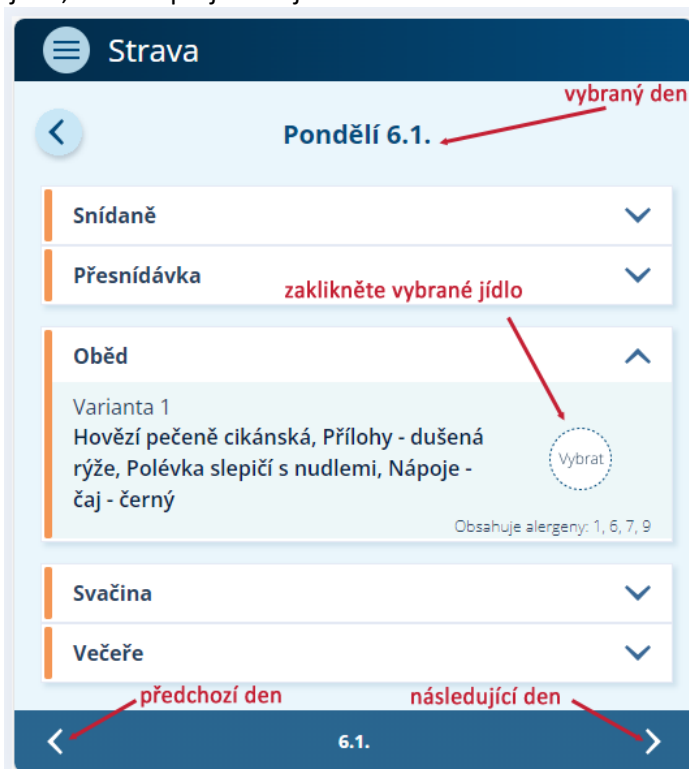 Strava
vybraný den
Pondělí 6.1.
Snídaně
Přesnídávka
zaklikněte vybrané jídlo
Oběd
Varianta 1
Hovězí pečeně cikánská, Přílohy - dušená
rýže, Polévka slepičí s nudlemi, Nápoje -
čaj - černý
Vybrat
Obsahuje alergeny: 1, 6, 7, 9
Svačina
Večeře
předchozí den
následující den
6.1.